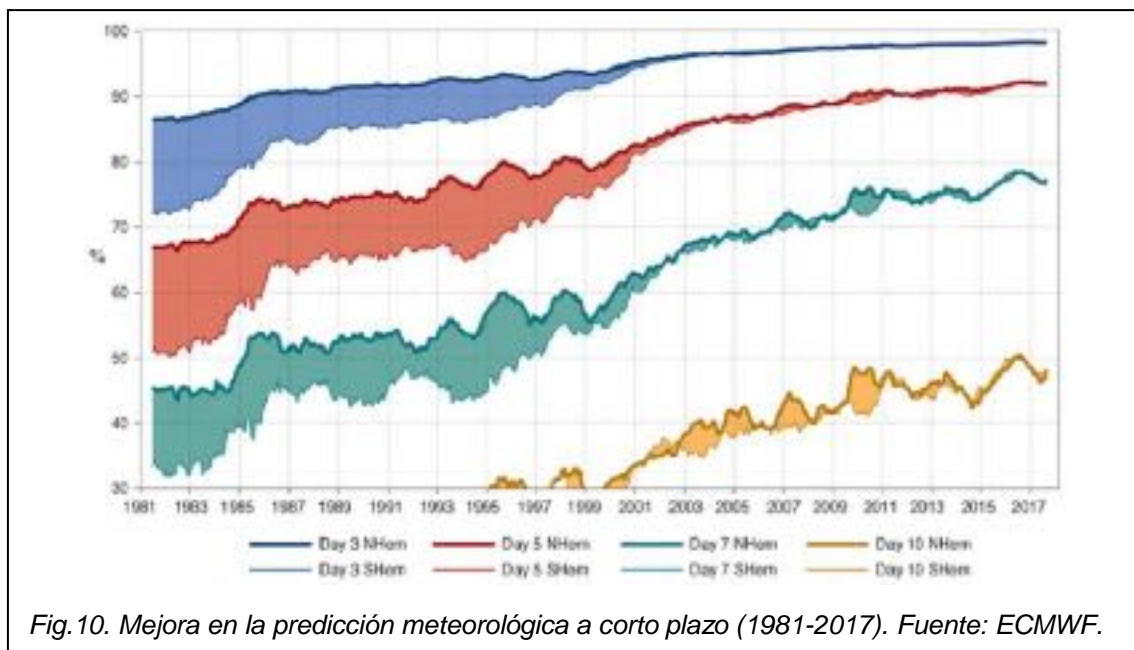 100
90
80
70
60
50
40
30
%
1981 1983 1985 1987 1989 1991 1993 1995 1997 1999 2001 2003 2005 2007 2009 2011 2013 2015 2017
Day 3 NHem Day 5 NHem Day 7 NHem Day 10 NHem
Day 3 SHem Day 5 SHem Day 7 SHem Day 10 SHem
Fig.10. Mejora en la predicción meteorológica a corto plazo (1981-2017). Fuente: ECMWF.